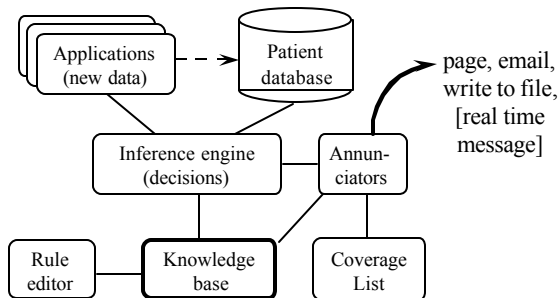 Applications
(new data)
Patient
database
page, email,
write to file,
[real time
message]
Inference engine
(decisions)
Annun-
ciators
Rule
editor
Knowledge
base
Coverage
List